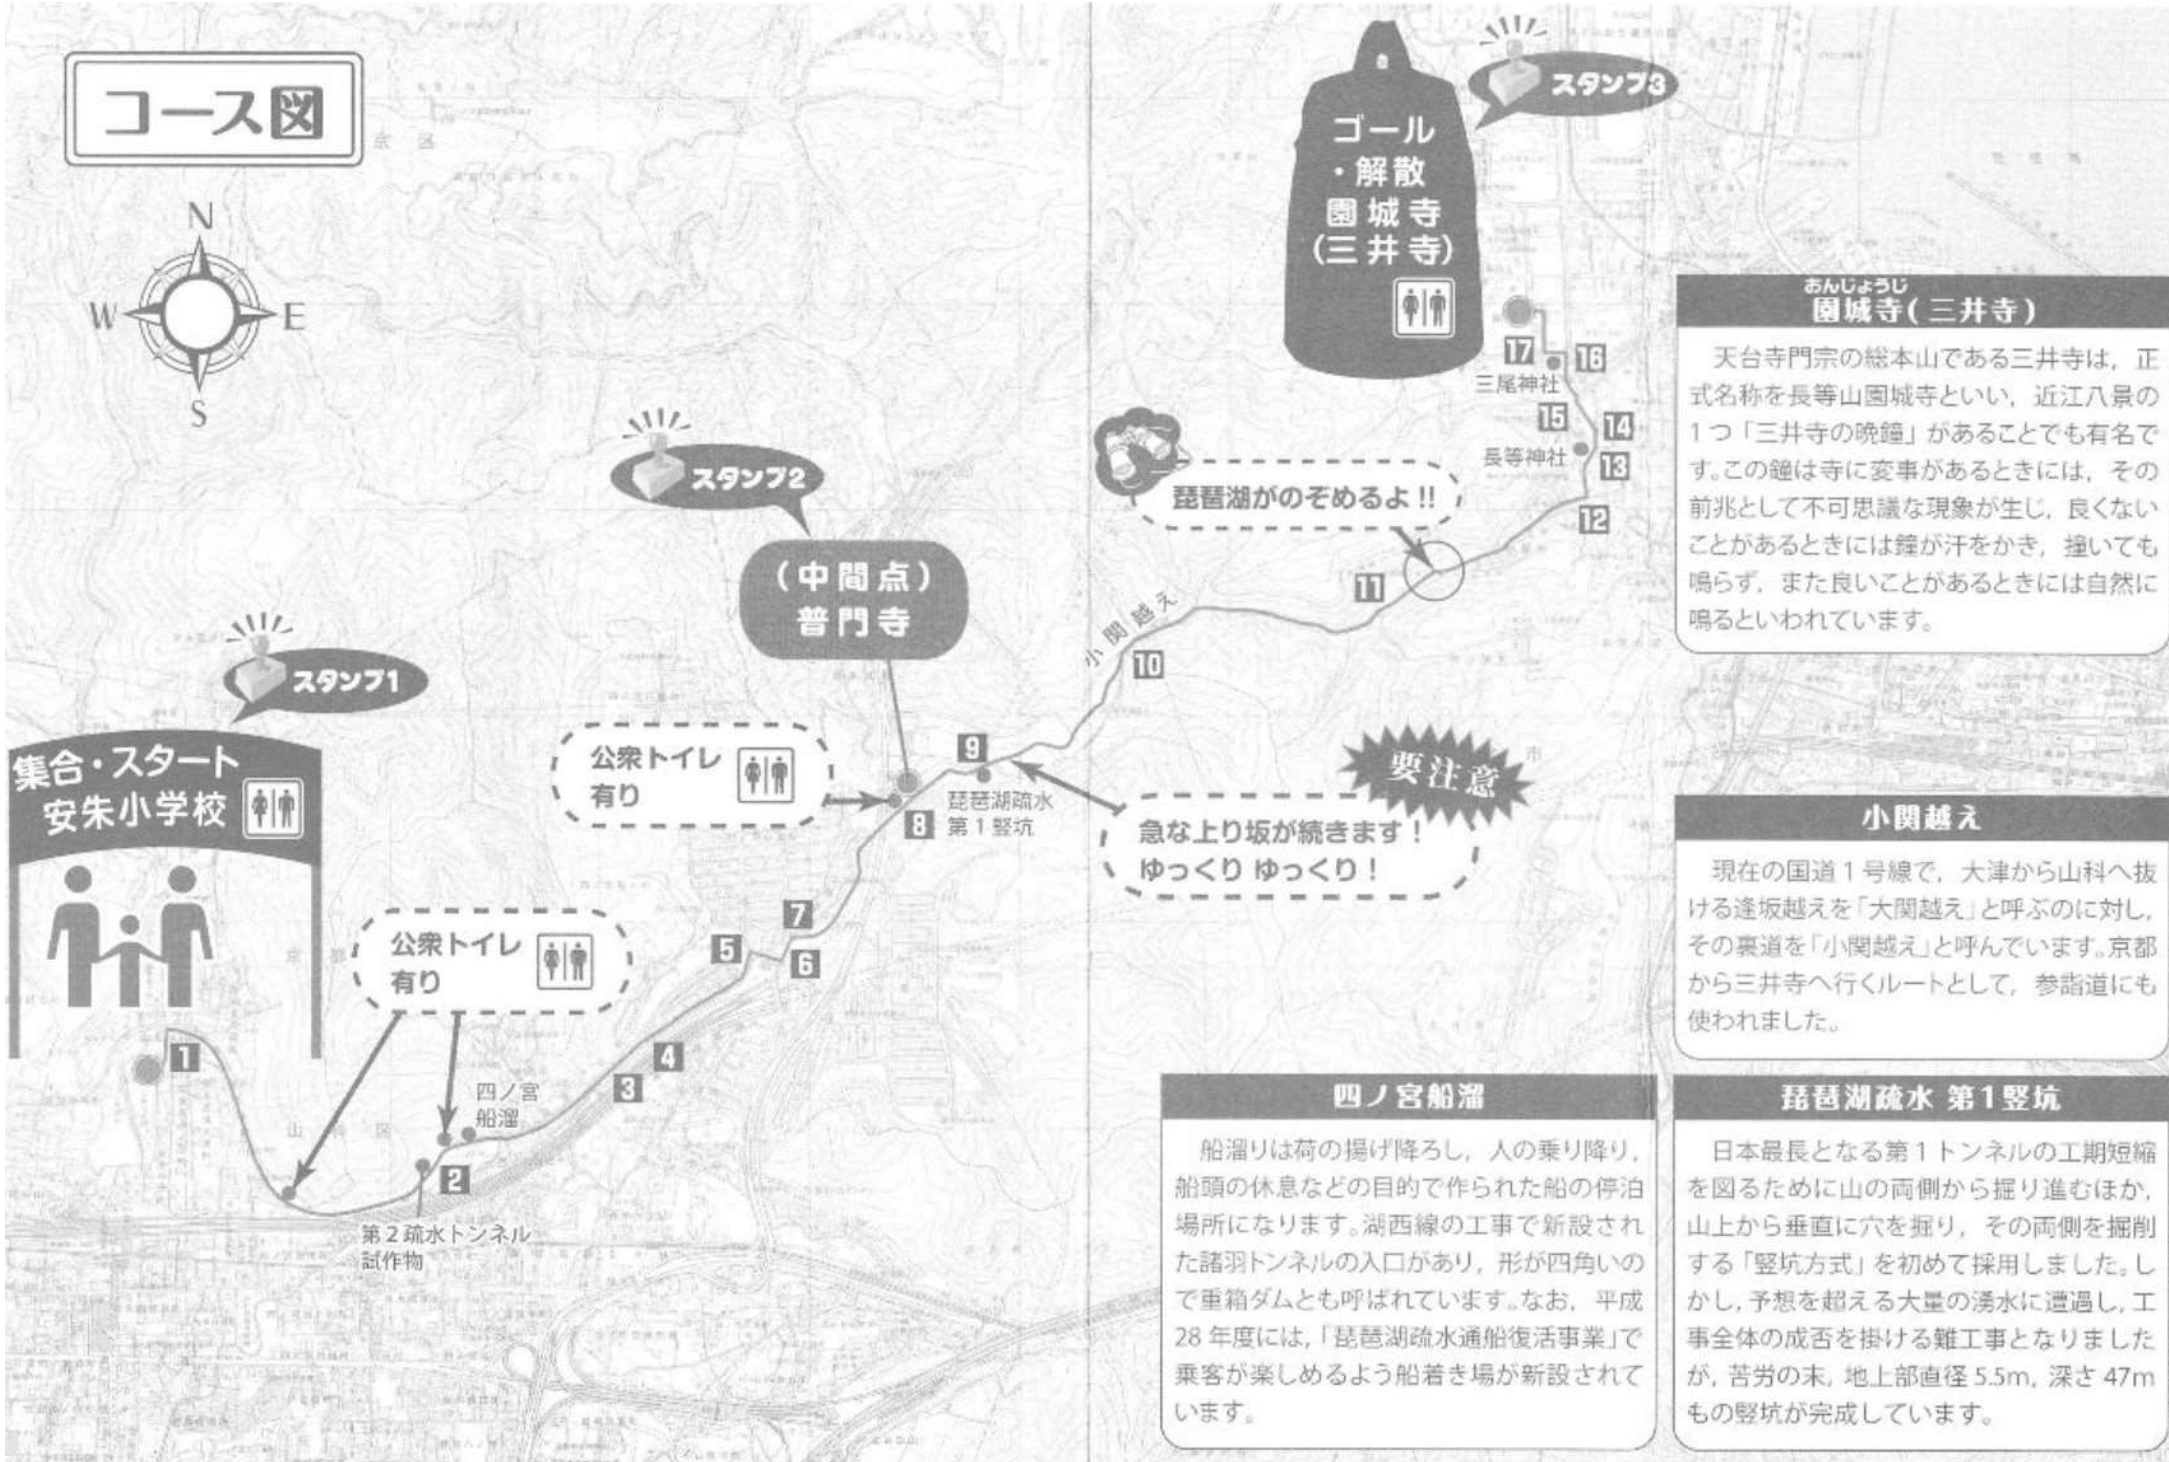 コース図
N
W
E
S
スタンプ1
集合・スタート
安朱小学校
1
公衆トイレ
有り
四ノ宮
船溜
2
第2疏水トンネル
試作物
3
4
5
6
7
公衆トイレ
有り
8
スタンプ2
(中間点)
普門寺
9
琵琶湖疏水
第1竪坑
要注意
急な上り坂が続きます!
ゆっくり ゆっくり!
小関越え
10
11
琵琶湖がのぞめるよ!!
12
13
長等神社
14
15
16
三尾神社
17
スタンプ3
ゴール
・解散
園城寺
(三井寺)
おんじょうじ
園城寺(三井寺)
天台寺門宗の総本山である三井寺は,正
式名称を長等山園城寺といい,近江八景の
1つ「三井寺の晩鐘」があることでも有名で
す。この鐘は寺に変事があるときには,その
前兆として不可思議な現象が生じ,良くない
ことがあるときには鐘が汗をかき,撞いても
鳴らず,また良いことがあるときには自然に
鳴るといわれています。
小関越え
現在の国道1号線で,大津から山科へ抜
ける逢坂越えを「大関越え」と呼ぶのに対し,
その裏道を「小関越え」と呼んでいます。京都
から三井寺へ行くルートとして,参詣道にも
使われました。
四ノ宮船溜
船溜りは荷の揚げ降ろし,人の乗り降り,
船頭の休息などの目的で作られた船の停泊
場所になります。湖西線の工事で新設され
た諸羽トンネルの入口があり,形が四角いの
で重箱ダムとも呼ばれています。なお,平成
28年度には,「琵琶湖疏水通船復活事業」で
乗客が楽しめるよう船着き場が新設されて
います。
琵琶湖疏水 第1竪坑
日本最長となる第1トンネルの工期短縮
を図るために山の両側から掘り進むほか,
山上から垂直に穴を掘り,その両側を掘削
する「竪坑方式」を初めて採用しました。し
かし,予想を超える大量の湧水に遭遇し,工
事全体の成否を掛ける難工事となりました
が,苦労の末,地上部直径5.5m,深さ47m
もの竪坑が完成しています。